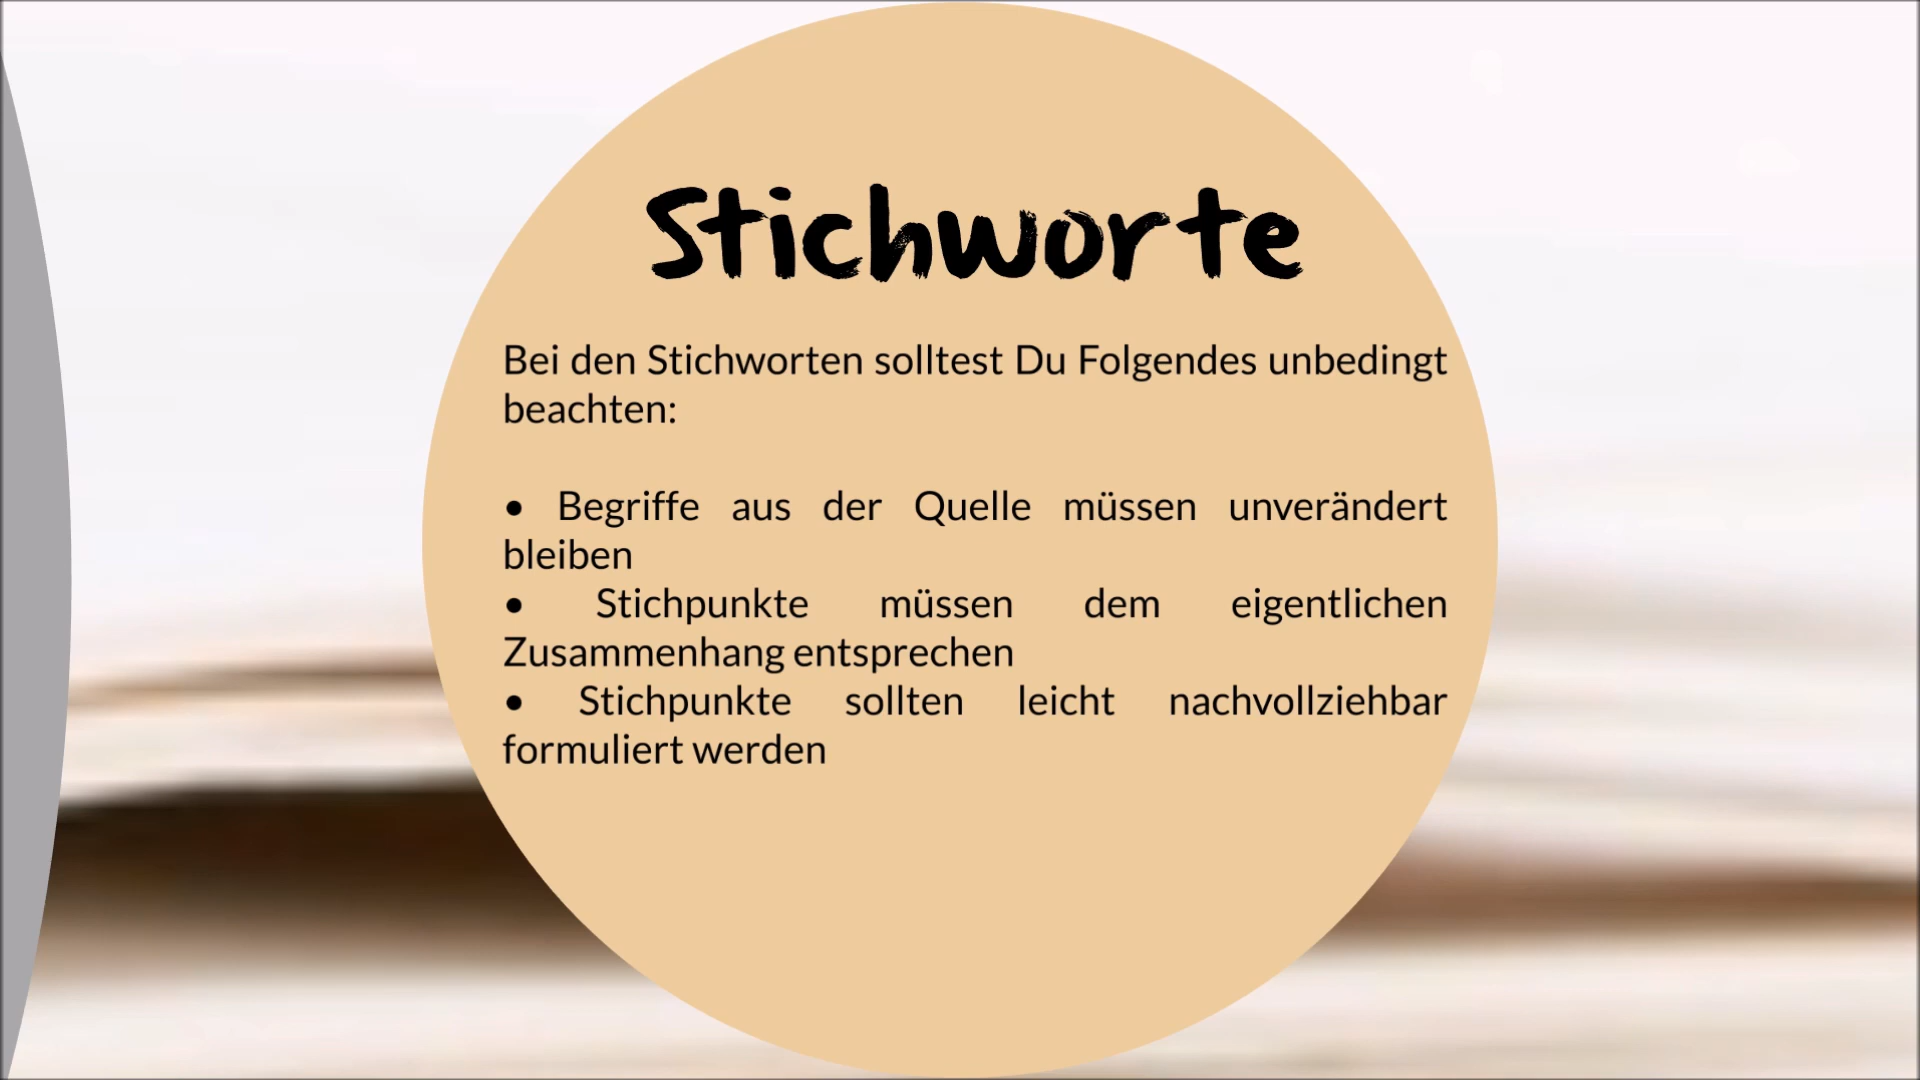 Stichworte
Bei den Stichworten solltest Du Folgendes unbedingt
beachten:
• Begriffe aus der Quelle müssen unverändert
bleiben
• Stichpunkte müssen dem eigentlichen
Zusammenhang entsprechen
• Stichpunkte sollten leicht nachvollziehbar
formuliert werden